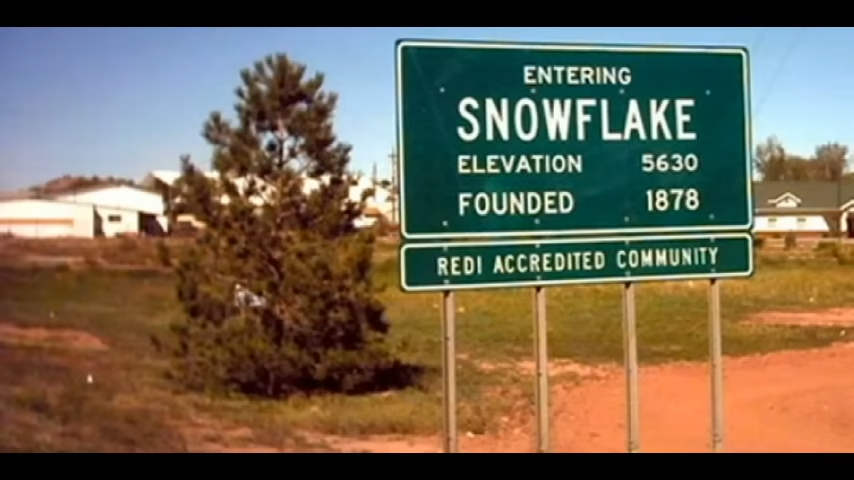 ENTERING
SNOWFLAKE
ELEVATION 5630
FOUNDED 1878
REDI ACCREDITED COMMUNITY